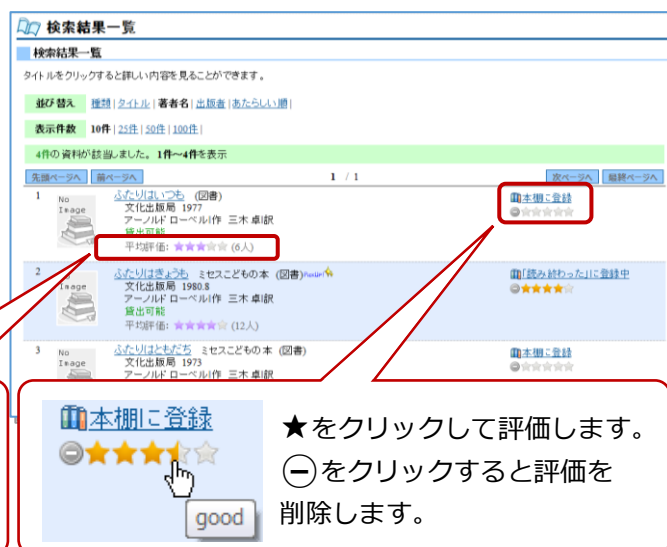 検索結果一覧
検索結果一覧
タイトルをクリックすると詳しい内容を見ることができます。
並び替え 種類|タイトル|著者名|出版者|あたらしい順|
表示件数 10件|25件|50件|100件|
4件の資料が該当しました。1件～4件を表示
先頭ページへ 前ページへ 1 / 1 次ページへ 最終ページへ
1 No Image ふたりはいつも (図書) 本棚に登録
文化出版局 1977
アーノルド ローベル∥作 三木 卓∥訳
貸出可能
平均評価: ★★★☆☆ (6人)
2 Image ふたりはきょうも ミセスこどもの本 (図書) 「読み終わった」に登録中
文化出版局 1980.8
アーノルド ローベル∥作 三木 卓∥訳
貸出可能
平均評価: ★★★★☆ (12人)
3 No Image ふたりはともだち ミセスこどもの本 (図書) 本棚に登録
文化出版局 1973
アーノルド ローベル∥作 三木 卓∥訳
本棚に登録
good
★をクリックして評価します。
⊖をクリックすると評価を
削除します。